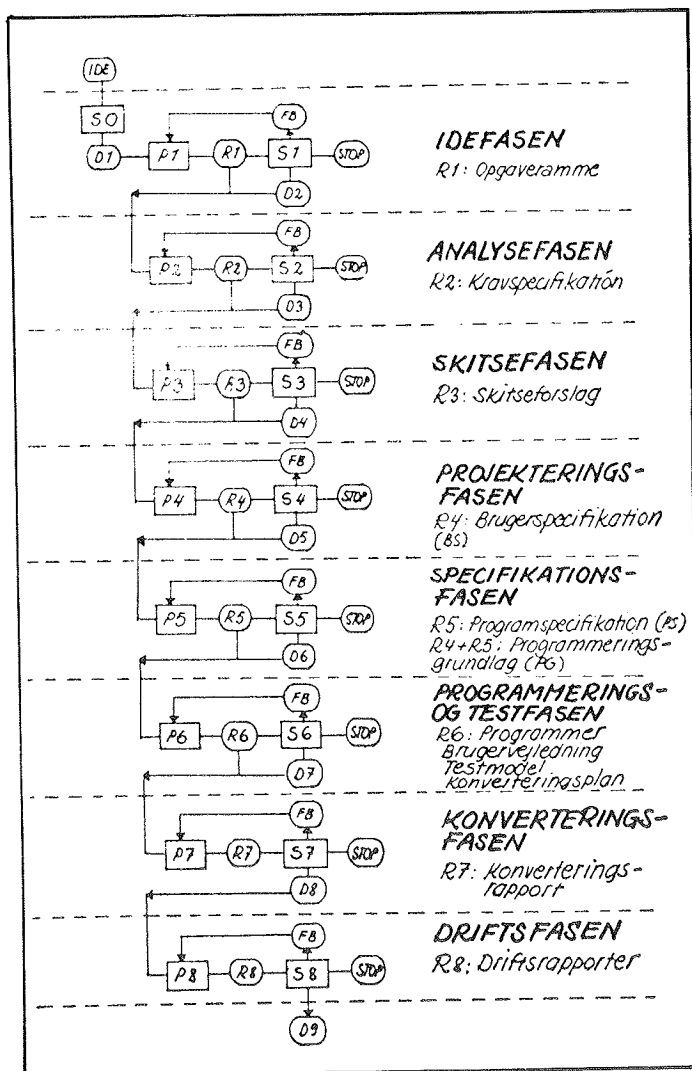 IDE
S0
FB
D1 P1 R1 S1 STOP
D2
IDEFASEN
R1: Opgaveramme
FB
P2 R2 S2 STOP
D3
ANALYSEFASEN
R2: Kravspecifikation
FB
P3 R3 S3 STOP
D4
SKITSEFASEN
R3: Skitseforslag
FB
P4 R4 S4 STOP
D5
PROJEKTERINGS-
FASEN
R4: Brugerspecifikation
(BS)
FB
P5 R5 S5 STOP
D6
SPECIFIKATIONS-
FASEN
R5: Programspecifikation (PS)
R4+R5: Programmerings-
grundlag (PG)
FB
P6 R6 S6 STOP
D7
PROGRAMMERINGS-
OG TESTFASEN
R6: Programmer
Brugervejledning
Testmodel
Konverteringsplan
FB
P7 R7 S7 STOP
D8
KONVERTERINGS-
FASEN
R7: Konverterings-
rapport
FB
P8 R8 S8 STOP
D9
DRIFTSFASEN
R8: Driftsrapporter